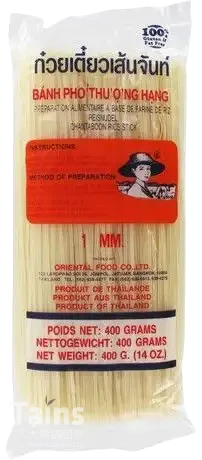 100%
Gluten &
Fat Free
ก๋วยเตี๋ยวเส้นจันท์
BÁNH PHỞ THƯỢNG HẠNG
PREPARATION ALIMENTAIRE A BASE DE FARINE DE RIZ
REISNUDEL
CHANTABOON RICE STICK
INSTRUCTIONS
METHOD OF PREPARATION
1 MM.
ORIENTAL FOOD CO.,LTD.
PRODUIT DE THAILANDE
PRODUKT AUS THAILAND
PRODUCT OF THAILAND
POIDS NET: 400 GRAMS
NETTOGEWICHT: 400 GRAMS
NET WEIGHT: 400 G. (14 OZ.)
Tains